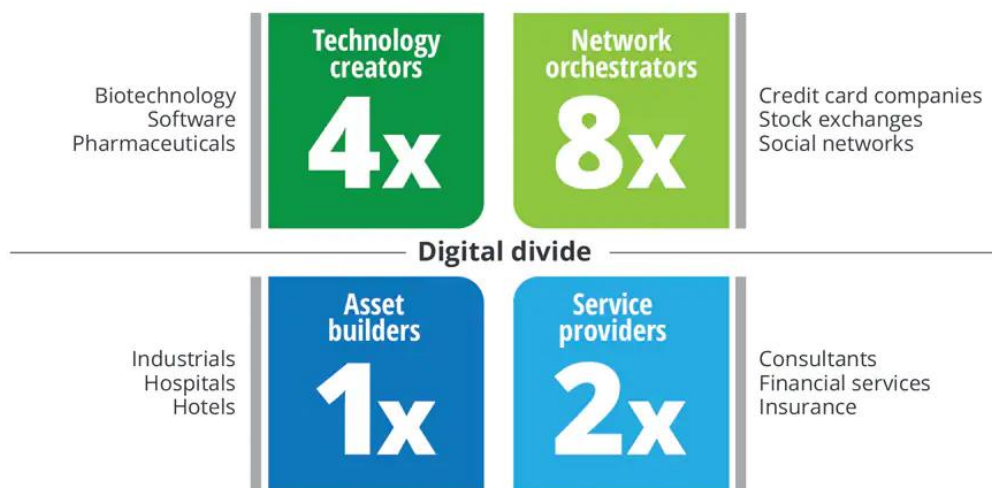 Technology
creators
4x
Biotechnology
Software
Pharmaceuticals
Network
orchestrators
8x
Credit card companies
Stock exchanges
Social networks
Digital divide
Asset
builders
1x
Industrials
Hospitals
Hotels
Service
providers
2x
Consultants
Financial services
Insurance